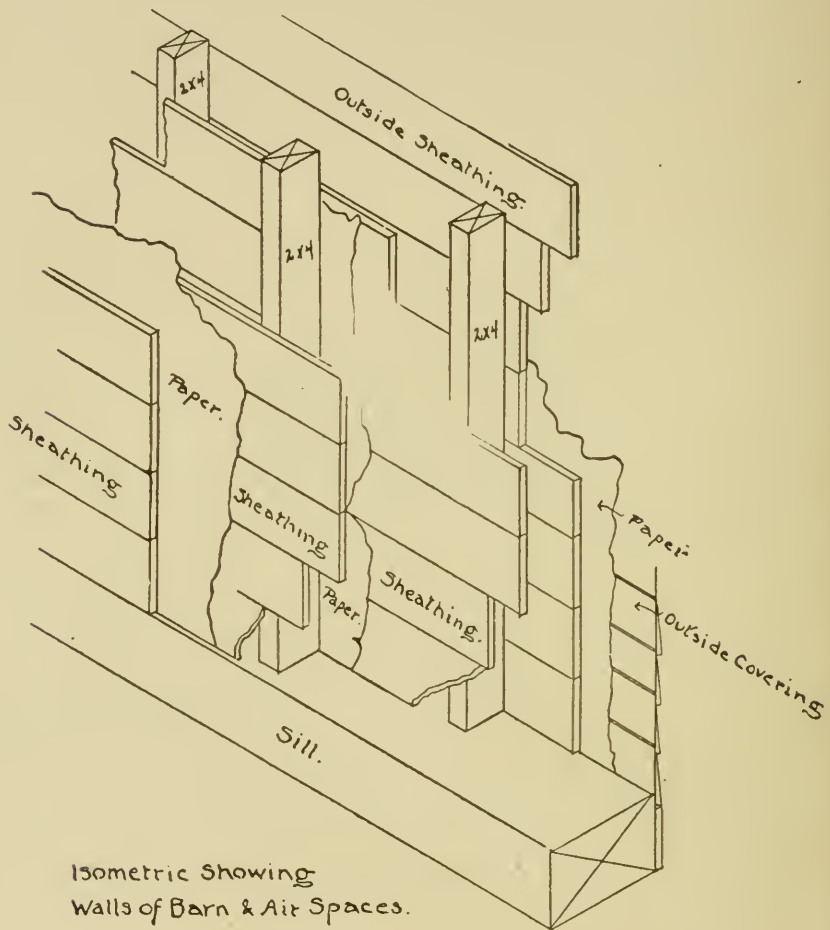 2x4
Outside Sheathing.
2x4
2x4
Paper.
Sheathing
Sheathing
Paper.
Sheathing.
Paper
Outside Covering
Sill.
Isometric Showing
Walls of Barn & Air Spaces.